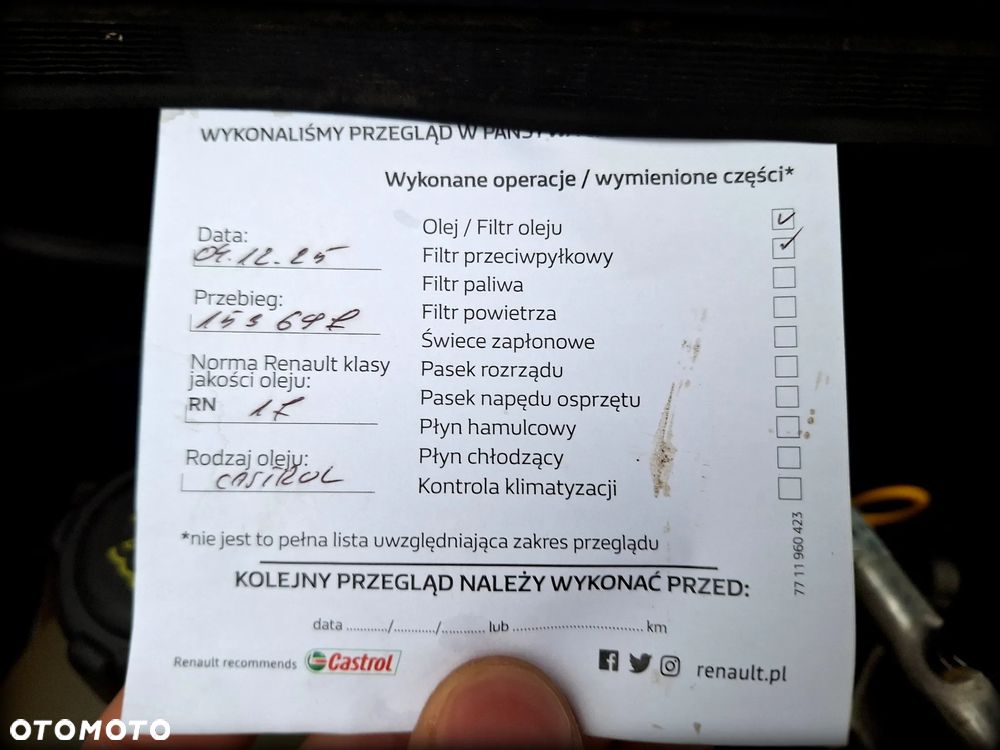 WYKONALIŚMY PRZEGLĄD W
Wykonane operacje / wymienione części*
Data:
04.12.25
Przebieg:
Norma Renault klasy
jakości oleju:
RN 17
Rodzaj oleju:
CASTROL
Olej / Filtr oleju
Filtr przeciwpyłkowy
Filtr paliwa
Filtr powietrza
Świece zapłonowe
Pasek rozrządu
Pasek napędu osprzętu
Płyn hamulcowy
Płyn chłodzący
Kontrola klimatyzacji
77 11 960 423
*nie jest to pełna lista uwzględniająca zakres przeglądu
KOLEJNY PRZEGLĄD NALEŻY WYKONAĆ PRZED:
data ........../........../.......... lub .............................. km
Renault recommends Castrol
renault.pl
OTOMOTO